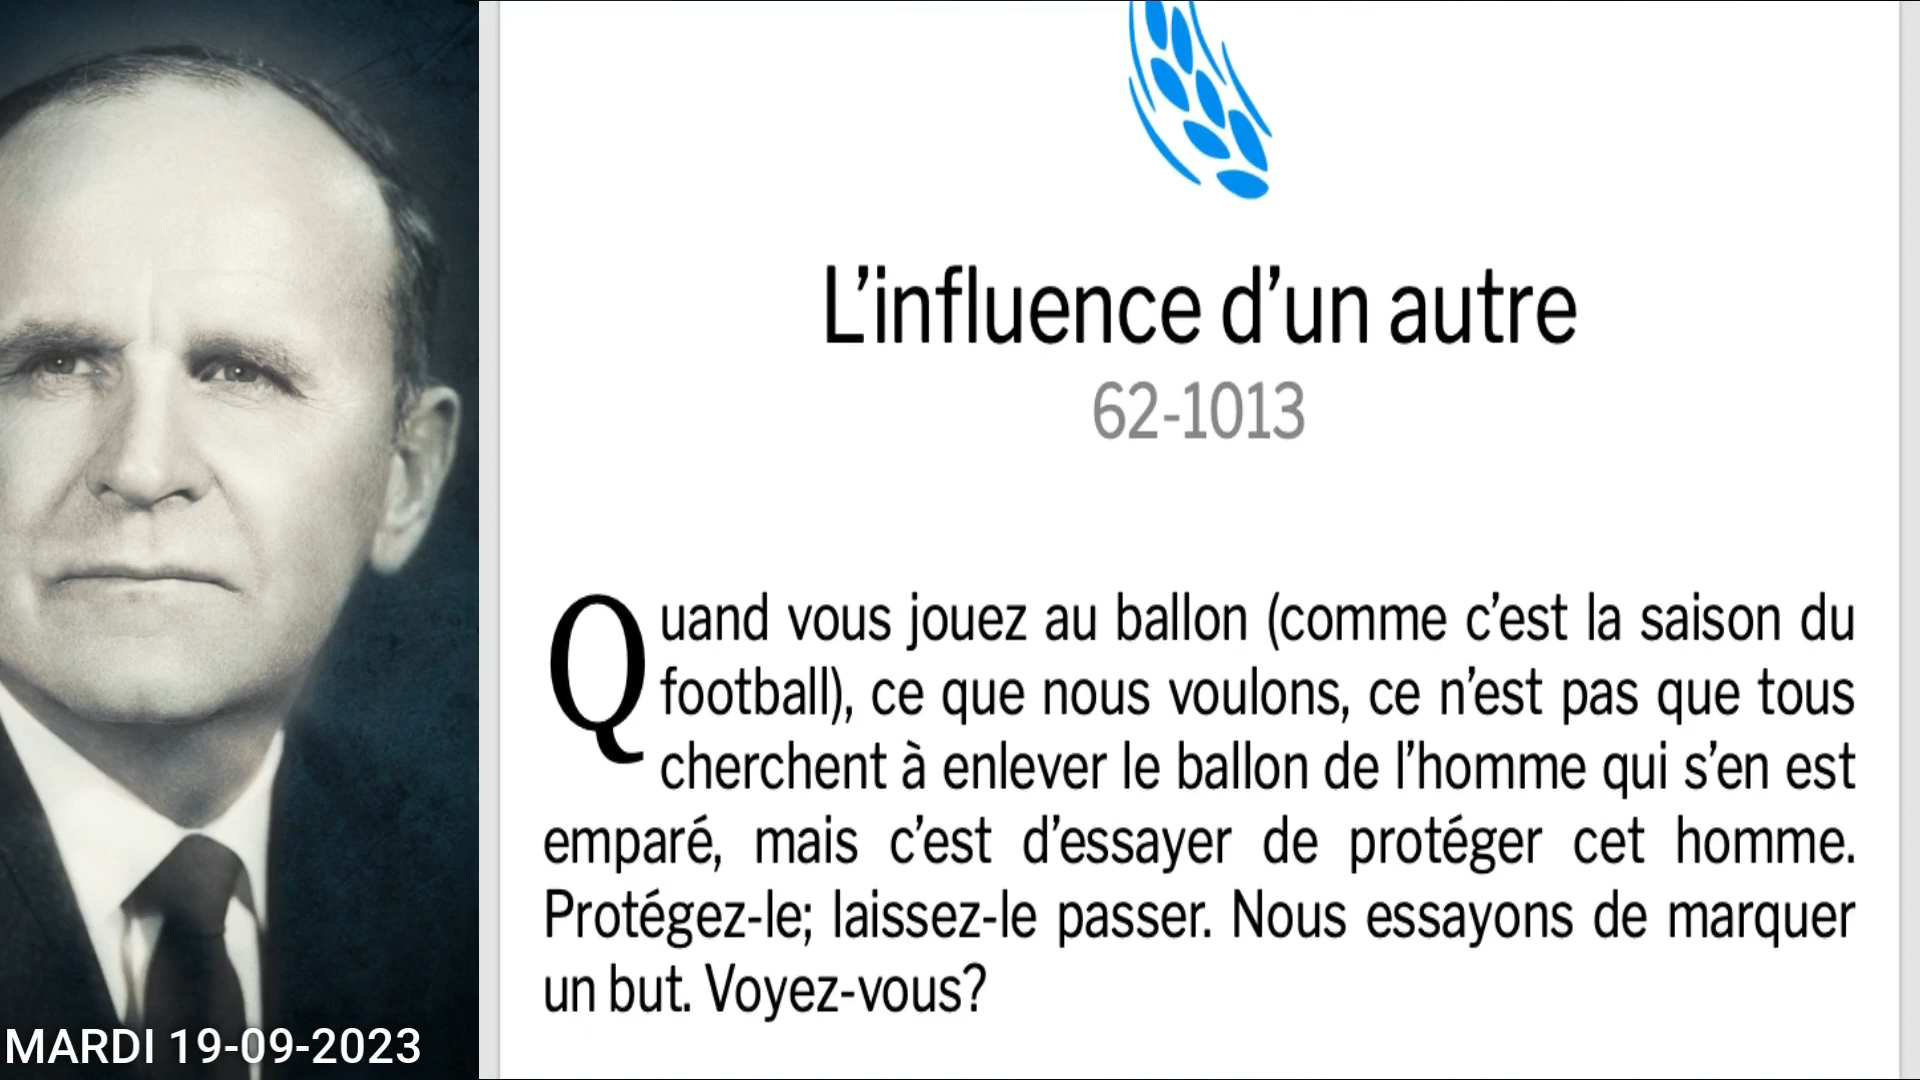 L’influence d’un autre
62-1013
Quand vous jouez au ballon (comme c’est la saison du
football), ce que nous voulons, ce n’est pas que tous
cherchent à enlever le ballon de l’homme qui s’en est
emparé, mais c’est d’essayer de protéger cet homme.
Protégez-le; laissez-le passer. Nous essayons de marquer
un but. Voyez-vous?
MARDI 19-09-2023